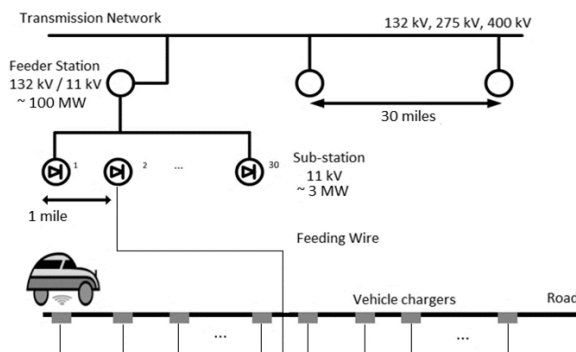 Transmission Network
132 kV, 275 kV, 400 kV
Feeder Station
132 kV / 11 kV
~ 100 MW
30 miles
1
2
...
30
Sub-station
11 kV
~ 3 MW
1 mile
Feeding Wire
Vehicle chargers
Road
...
...